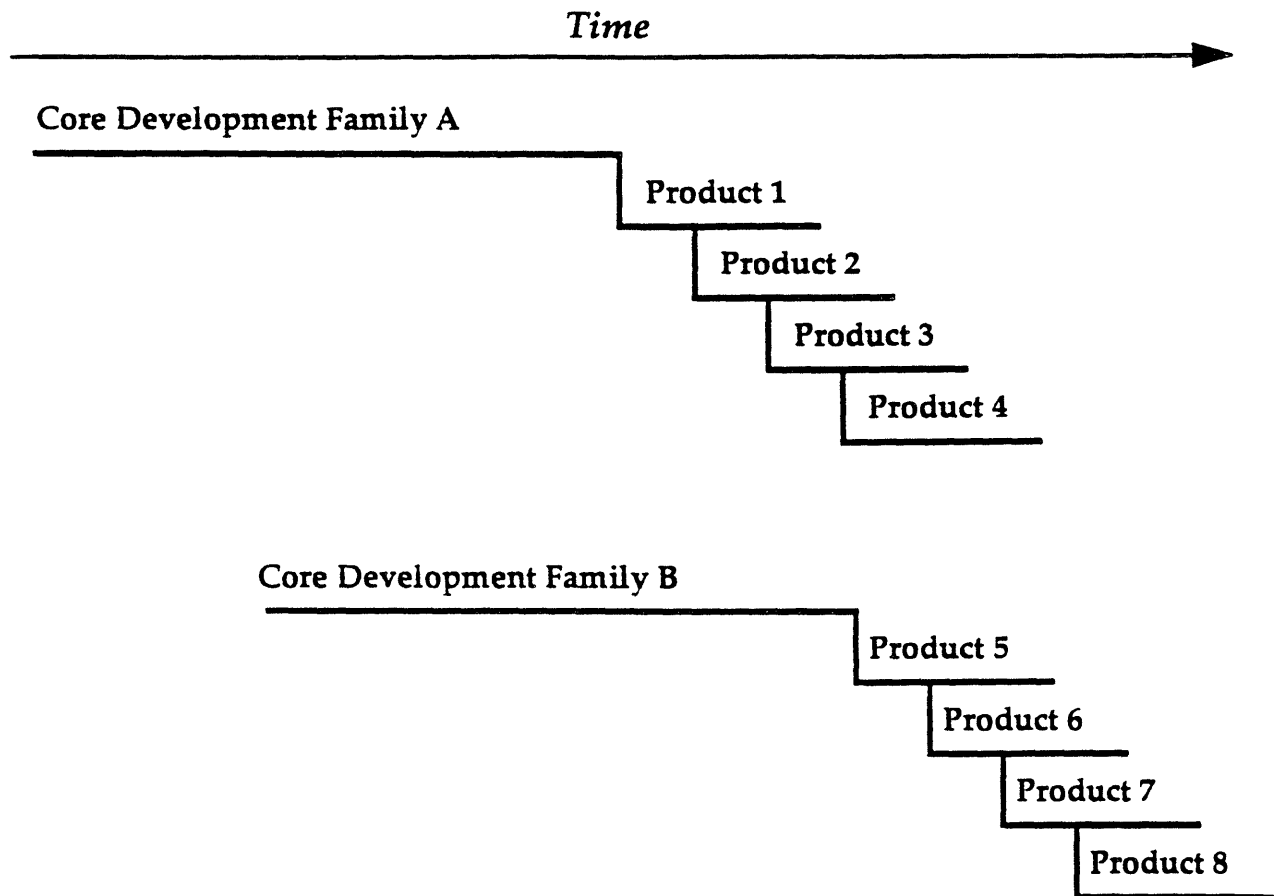 Time
Core Development Family A
Product 1
Product 2
Product 3
Product 4
Core Development Family B
Product 5
Product 6
Product 7
Product 8